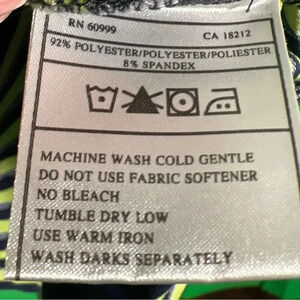 RN 60999 CA 18212
92% POLYESTER/POLYESTER/POLIESTER
8% SPANDEX
MACHINE WASH COLD GENTLE
DO NOT USE FABRIC SOFTENER
NO BLEACH
TUMBLE DRY LOW
USE WARM IRON
WASH DARKS SEPARATELY